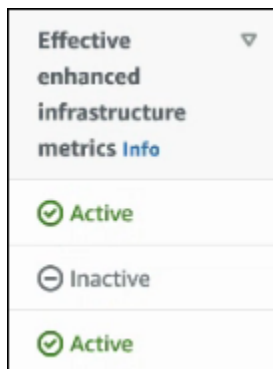 Effective
enhanced
infrastructure
metrics Info
Active
Inactive
Active